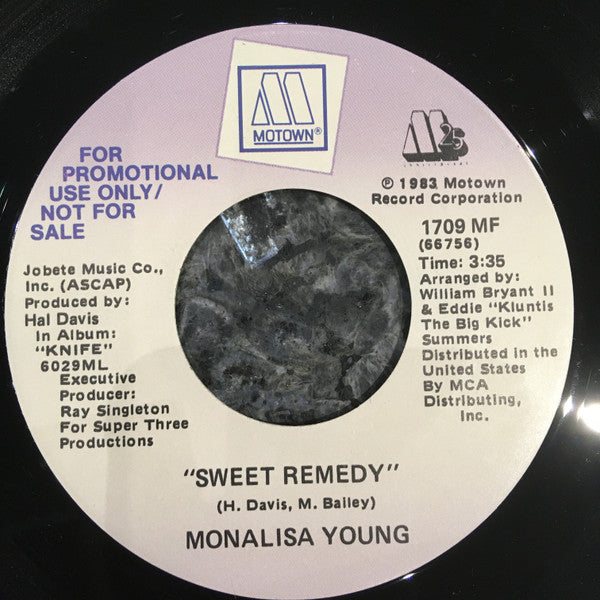 MOTOWN®
FOR
PROMOTIONAL
USE ONLY/
NOT FOR
SALE
M25
Ⓟ 1983 Motown
Record Corporation
1709 MF
(66756)
Time: 3:35
Arranged by:
William Bryant II
& Eddie "Kluntis
The Big Kick"
Summers
Distributed in the
United States
By MCA
Distributing,
Inc.
Jobete Music Co.,
Inc. (ASCAP)
Produced by:
Hal Davis
In Album:
"KNIFE"
6029ML
Executive
Producer:
Ray Singleton
For Super Three
Productions
"SWEET REMEDY"
(H. Davis, M. Bailey)
MONALISA YOUNG